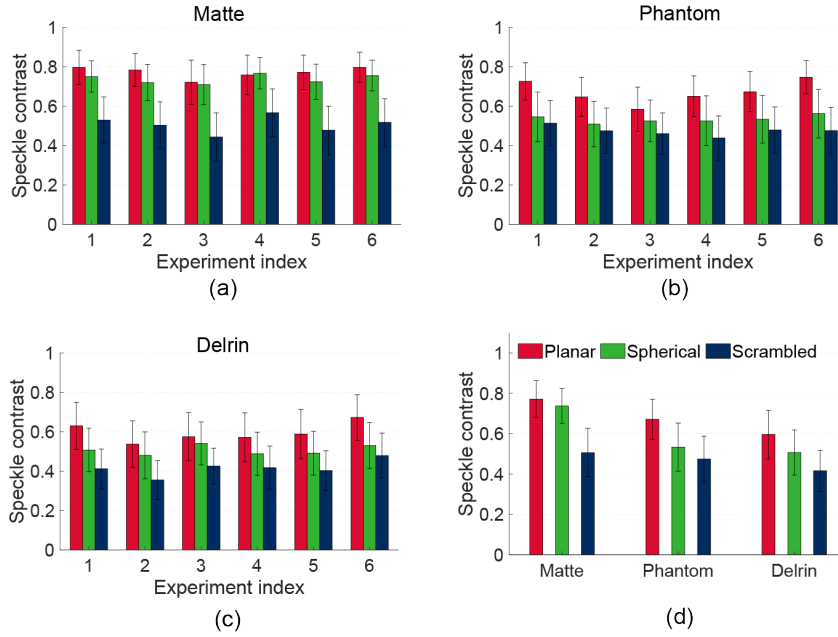 Matte
Speckle contrast
1
0.8
0.6
0.4
0.2
0
1 2 3 4 5 6
Experiment index
(a)
Phantom
Speckle contrast
1
0.8
0.6
0.4
0.2
0
1 2 3 4 5 6
Experiment index
(b)
Delrin
Speckle contrast
1
0.8
0.6
0.4
0.2
0
1 2 3 4 5 6
Experiment index
(c)
Planar Spherical Scrambled
Speckle contrast
1
0.8
0.6
0.4
0.2
0
Matte Phantom Delrin
(d)